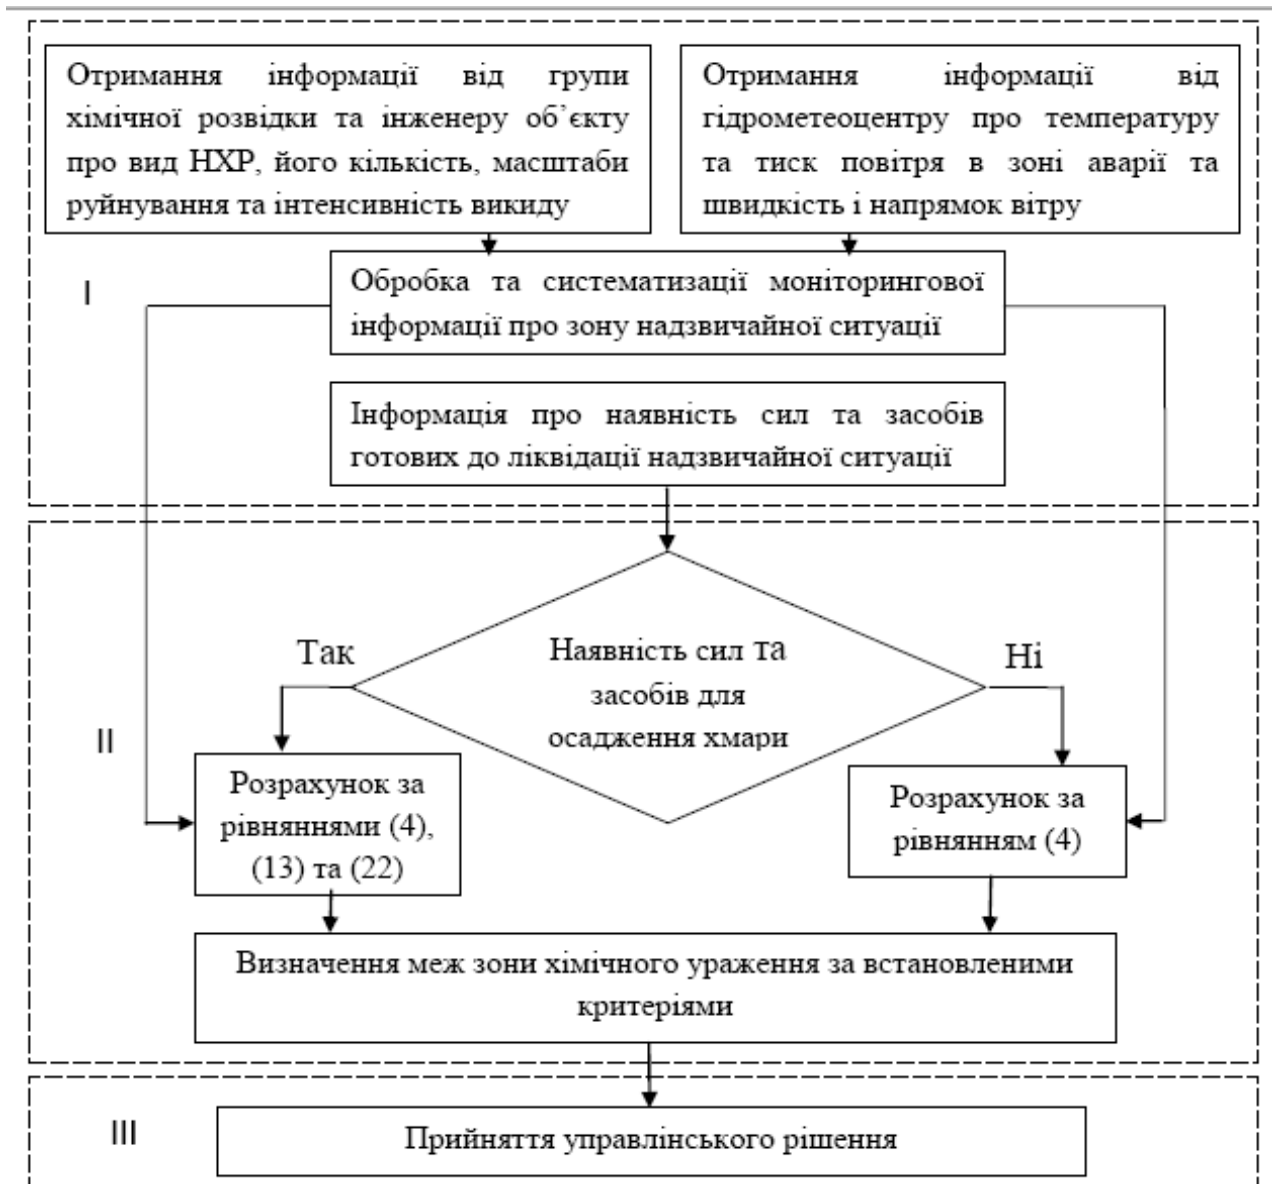 Отримання інформації від групи
хімічної розвідки та інженеру об’єкту
про вид НХР, його кількість, масштаби
руйнування та інтенсивність викиду
Отримання інформації від
гідрометеоцентру про температуру
та тиск повітря в зоні аварії та
швидкість і напрямок вітру
I
Обробка та систематизації моніторингової
інформації про зону надзвичайної ситуації
Інформація про наявність сил та засобів
готових до ліквідації надзвичайної ситуації
Так
Наявність сил та
засобів для
осадження хмари
Ні
II
Розрахунок за
рівняннями (4),
(13) та (22)
Розрахунок за
рівнянням (4)
Визначення меж зони хімічного ураження за встановленими
критеріями
III
Прийняття управлінського рішення